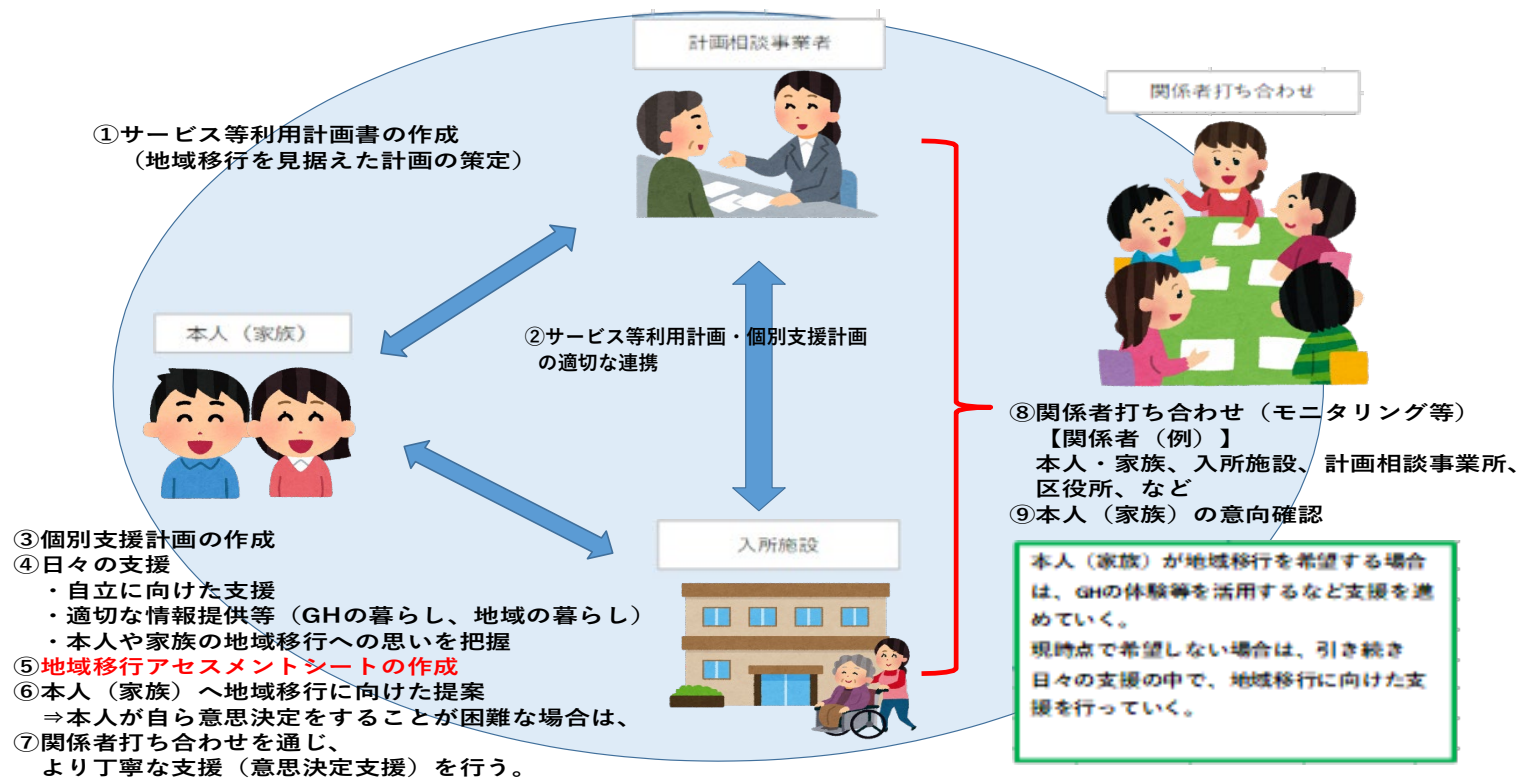 計画相談事業者
関係者打ち合わせ
①サービス等利用計画書の作成
（地域移行を見据えた計画の策定）
本人（家族）
②サービス等利用計画・個別支援計画
の適切な連携
入所施設
③個別支援計画の作成
④日々の支援
・自立に向けた支援
・適切な情報提供等（GHの暮らし、地域の暮らし）
・本人や家族の地域移行への思いを把握
⑤地域移行アセスメントシートの作成
⑥本人（家族）へ地域移行に向けた提案
⇒本人が自ら意思決定をすることが困難な場合は、
⑦関係者打ち合わせを通じ、
より丁寧な支援（意思決定支援）を行う。
⑧関係者打ち合わせ（モニタリング等）
【関係者（例）】
本人・家族、入所施設、計画相談事業所、
区役所、など
⑨本人（家族）の意向確認
本人（家族）が地域移行を希望する場合
は、GHの体験等を活用するなど支援を進
めていく。
現時点で希望しない場合は、引き続き
日々の支援の中で、地域移行に向けた支
援を行っていく。